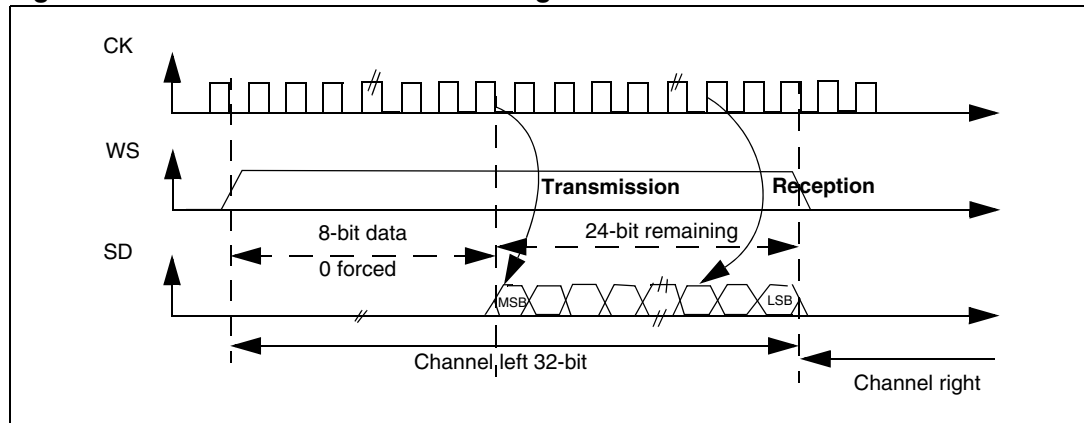 CK
WS
Transmission
Reception
SD
8-bit data
0 forced
24-bit remaining
MSB
LSB
Channel left 32-bit
Channel right